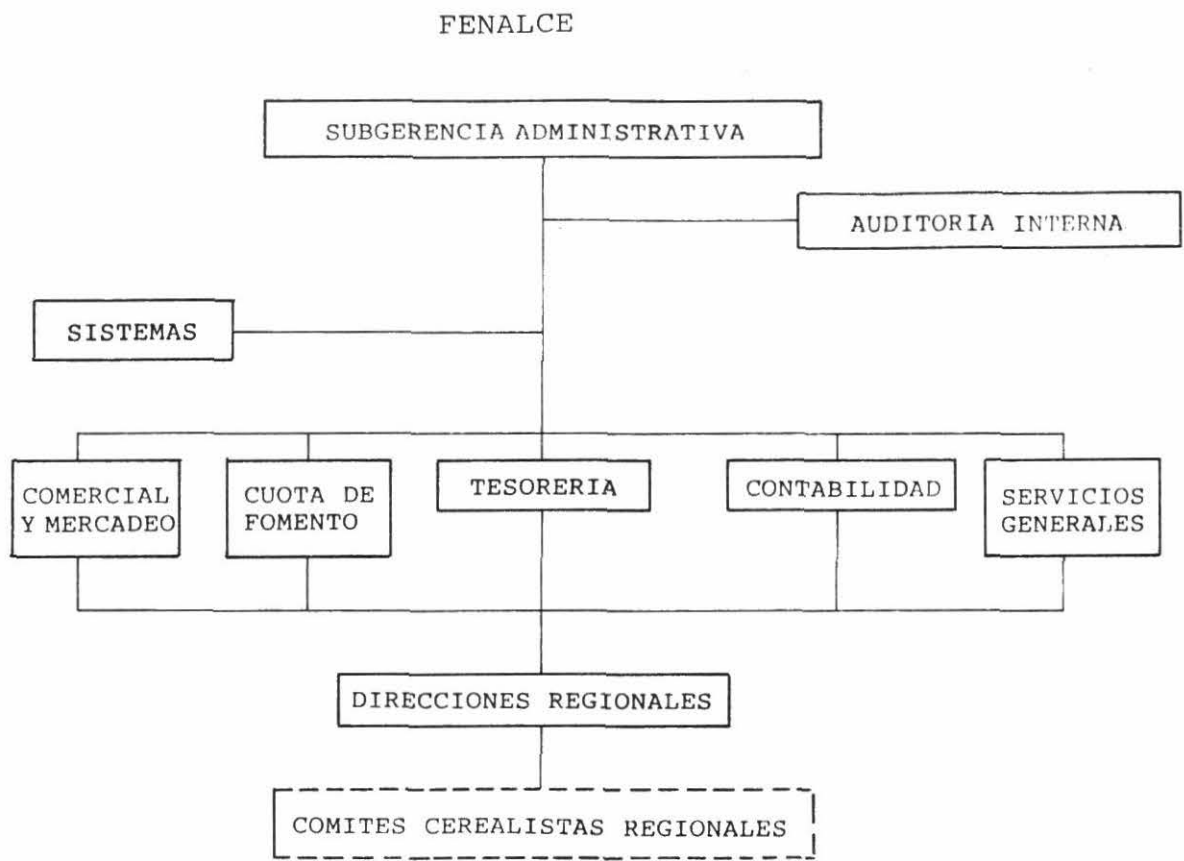 FENALCE
SUBGERENCIA ADMINISTRATIVA
AUDITORIA INTERNA
SISTEMAS
COMERCIAL
Y MERCADEO
CUOTA DE
FOMENTO
TESORERIA
CONTABILIDAD
SERVICIOS
GENERALES
DIRECCIONES REGIONALES
COMITES CEREALISTAS REGIONALES